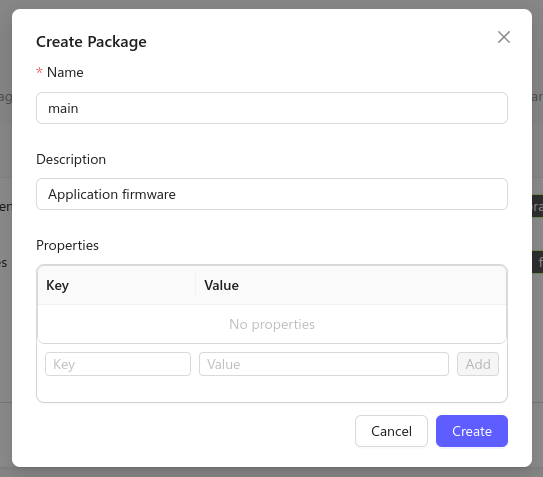 Create Package
* Name
main
Description
Application firmware
Properties
Key Value
No properties
Key Value Add
Cancel Create